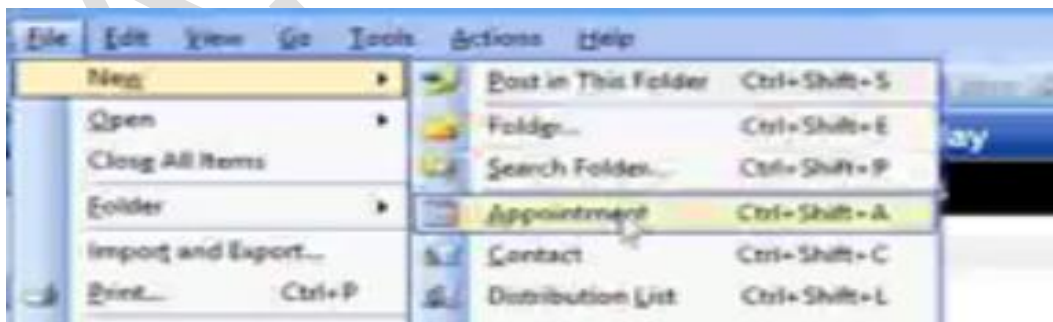 File Edit View Go Tools Actions Help
New
Post in This Folder Ctrl+Shift+S
Open
Folder... Ctrl+Shift+E
ay
Close All Items
Search Folder... Ctrl+Shift+P
Folder
Appointment Ctrl+Shift+A
Import and Export...
Contact Ctrl+Shift+C
Print... Ctrl+P
Distribution List Ctrl+Shift+L